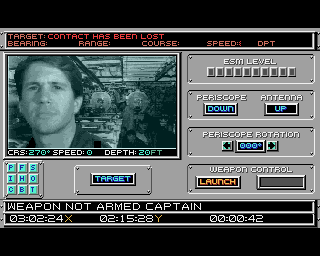 TARGET: CONTACT HAS BEEN LOST
BEARING: RANGE: COURSE: SPEED: DPT
ESM LEVEL
PERISCOPE ANTENNA
DOWN UP
PERISCOPE ROTATION
000°
CRS:270° SPEED:0 DEPTH:20FT
WEAPON CONTROL
P F S
I H O
C B T
TARGET
LAUNCH
WEAPON NOT ARMED CAPTAIN
03:02:24X 02:15:28Y 00:00:42